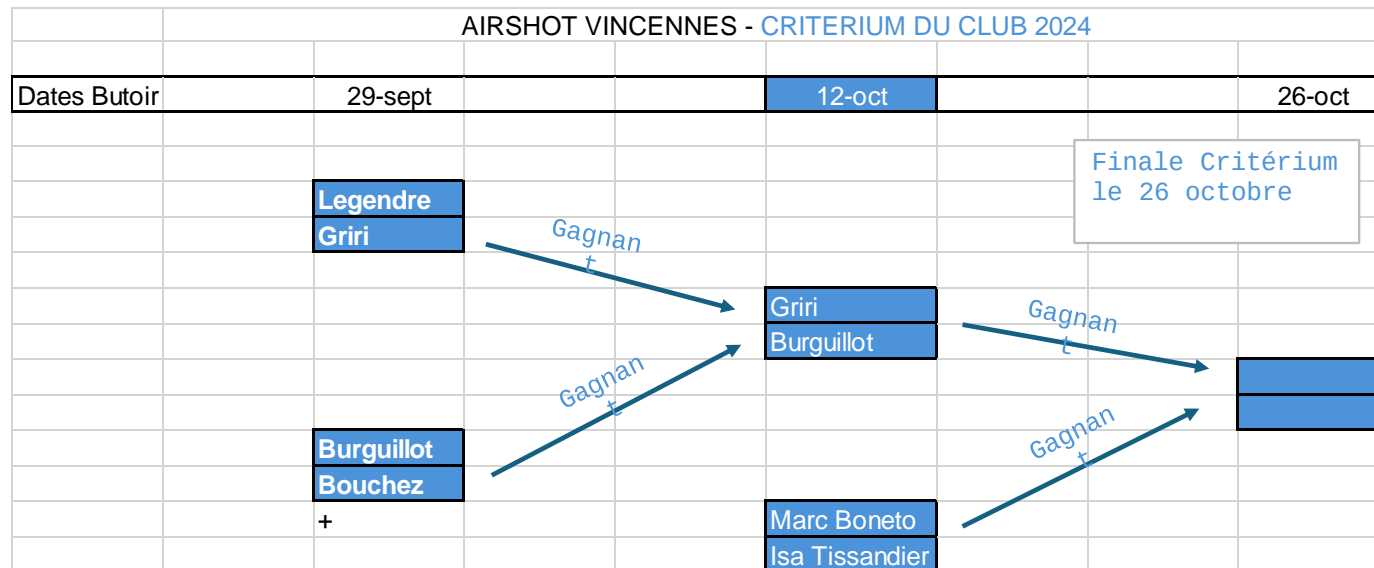 AIRSHOT VINCENNES - CRITERIUM DU CLUB 2024
Dates Butoir 29-sept 12-oct 26-oct
Finale Critérium
le 26 octobre
Legendre
Griri
Gagnan
t
Griri
Burguillot
Gagnan
t
Gagnan
t
Burguillot
Bouchez
Gagnan
t
+
Marc Boneto
Isa Tissandier